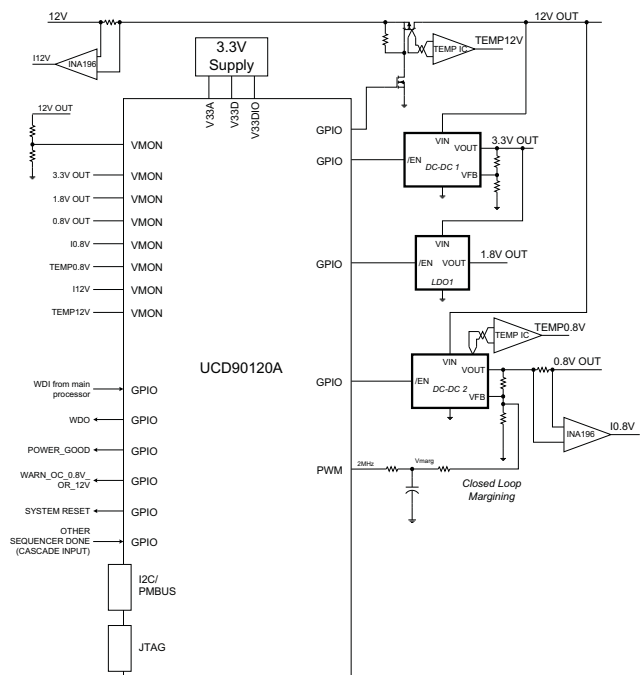 12V
12V OUT
I12V
INA196
TEMP IC
TEMP12V
3.3V
Supply
V33A
V33D
V33DIO
12V OUT
GPIO
VMON
GPIO
VIN
VOUT
3.3V OUT
/EN
DC-DC 1
VFB
3.3V OUT
VMON
1.8V OUT
VMON
0.8V OUT
VMON
I0.8V
VMON
TEMP0.8V
VMON
I12V
VMON
TEMP12V
VMON
GPIO
VIN
/EN
VOUT
1.8V OUT
LDO1
TEMP IC
TEMP0.8V
UCD90120A
VIN
VOUT
0.8V OUT
GPIO
/EN
DC-DC 2
VFB
INA196
I0.8V
WDI from main
processor
GPIO
WDO
GPIO
POWER_GOOD
GPIO
WARN_OC_0.8V_
OR_12V
GPIO
SYSTEM RESET
GPIO
OTHER
SEQUENCER DONE
(CASCADE INPUT)
GPIO
PWM
2MHz
Vmarg
Closed Loop
Margining
I2C/
PMBUS
JTAG